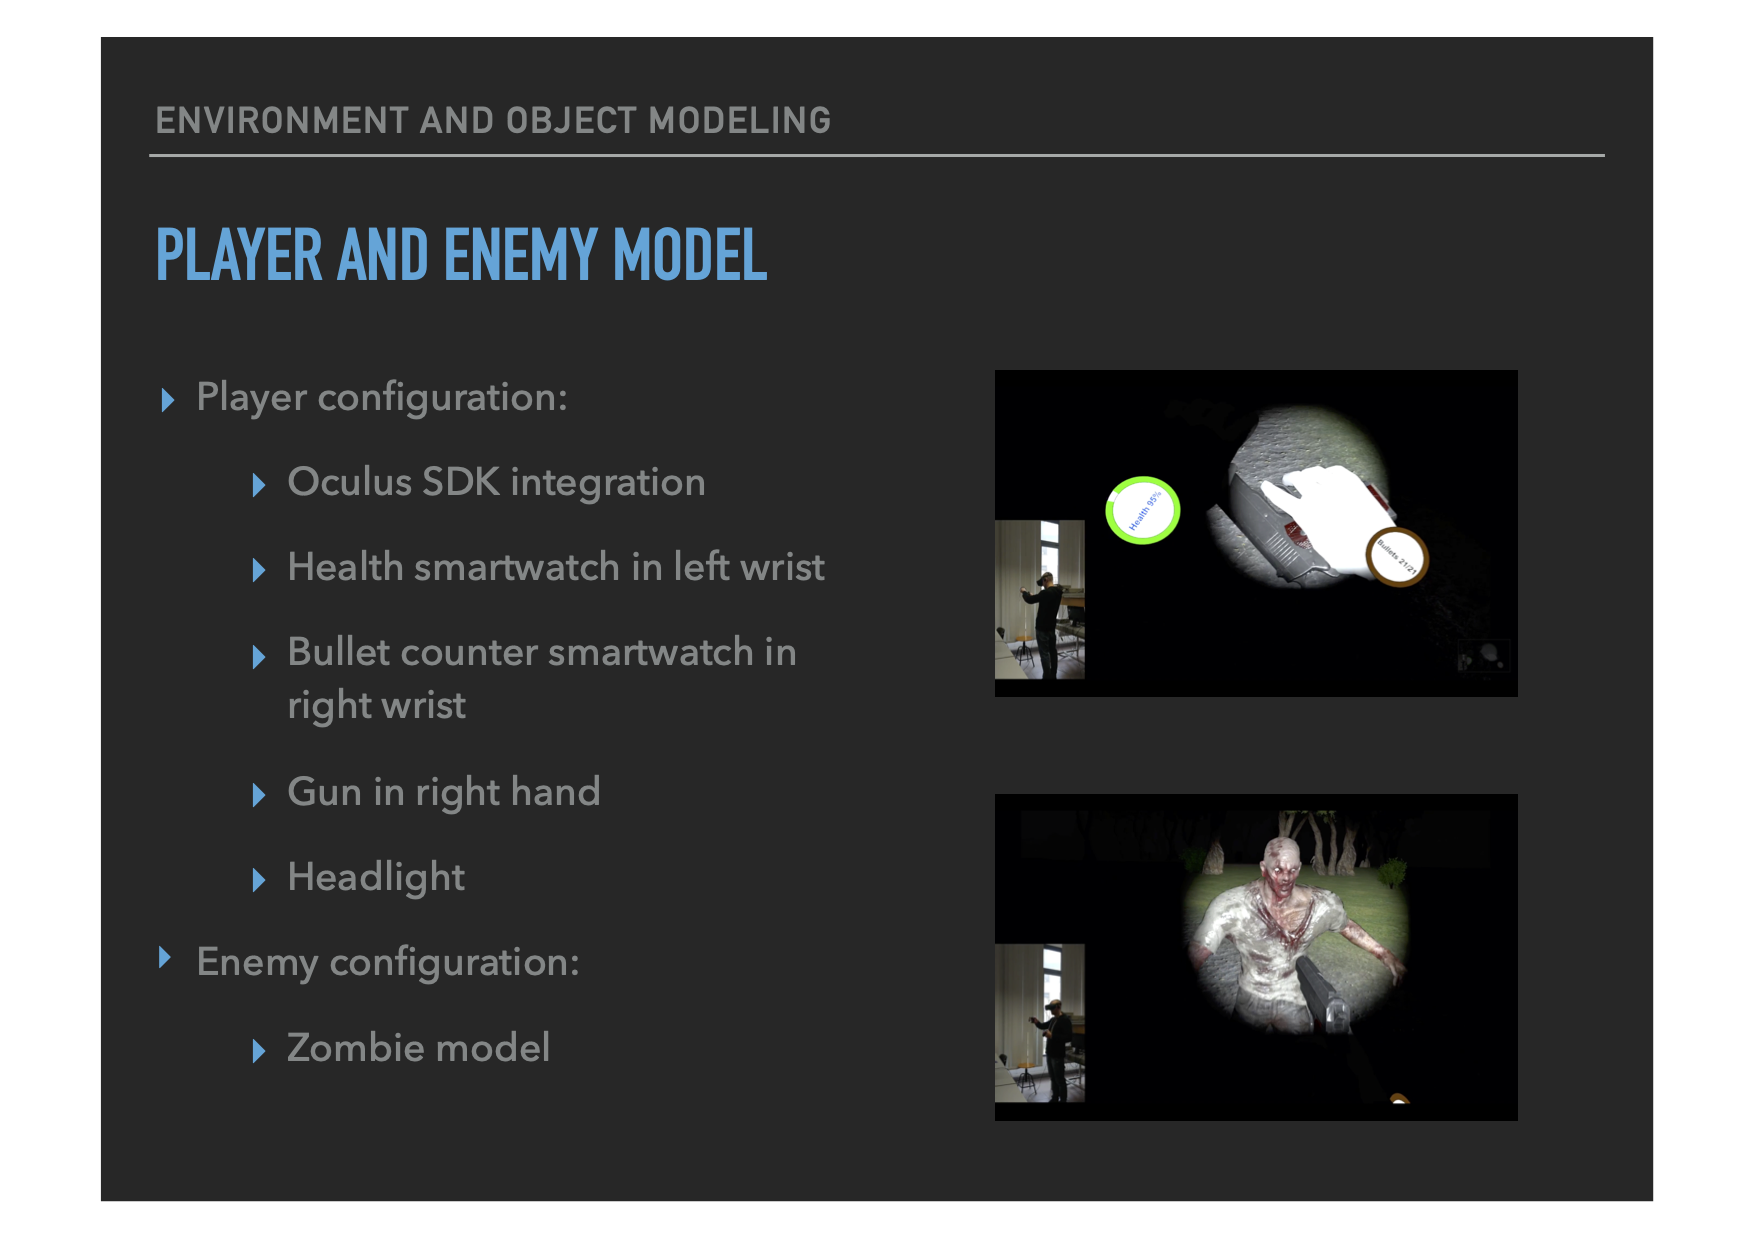 ENVIRONMENT AND OBJECT MODELING
PLAYER AND ENEMY MODEL
Player configuration:
Oculus SDK integration
Health smartwatch in left wrist
Bullet counter smartwatch in
right wrist
Gun in right hand
Headlight
Enemy configuration:
Zombie model
Health 95%
Bullets 21/21